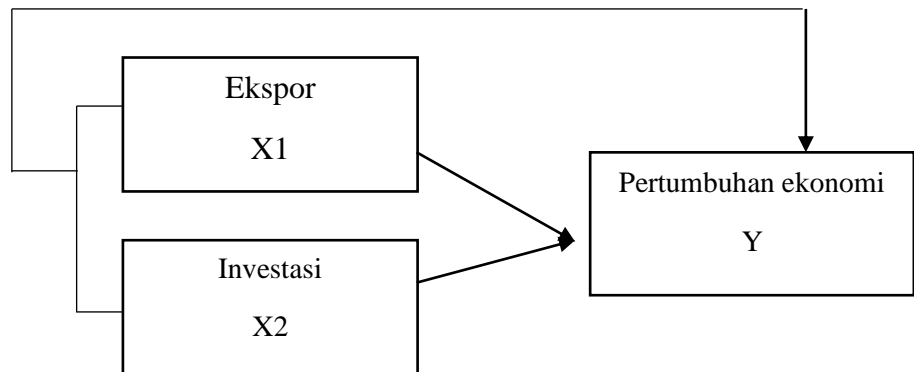 Ekspor
X1
Investasi
X2
Pertumbuhan ekonomi
Y